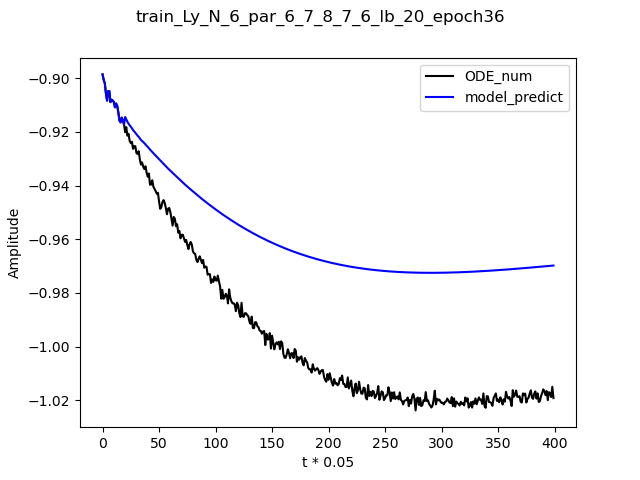 train_Ly_N_6_par_6_7_8_7_6_lb_20_epoch36
ODE_num
model_predict
Amplitude
−0.90
−0.92
−0.94
−0.96
−0.98
−1.00
−1.02
0 50 100 150 200 250 300 350 400
t * 0.05